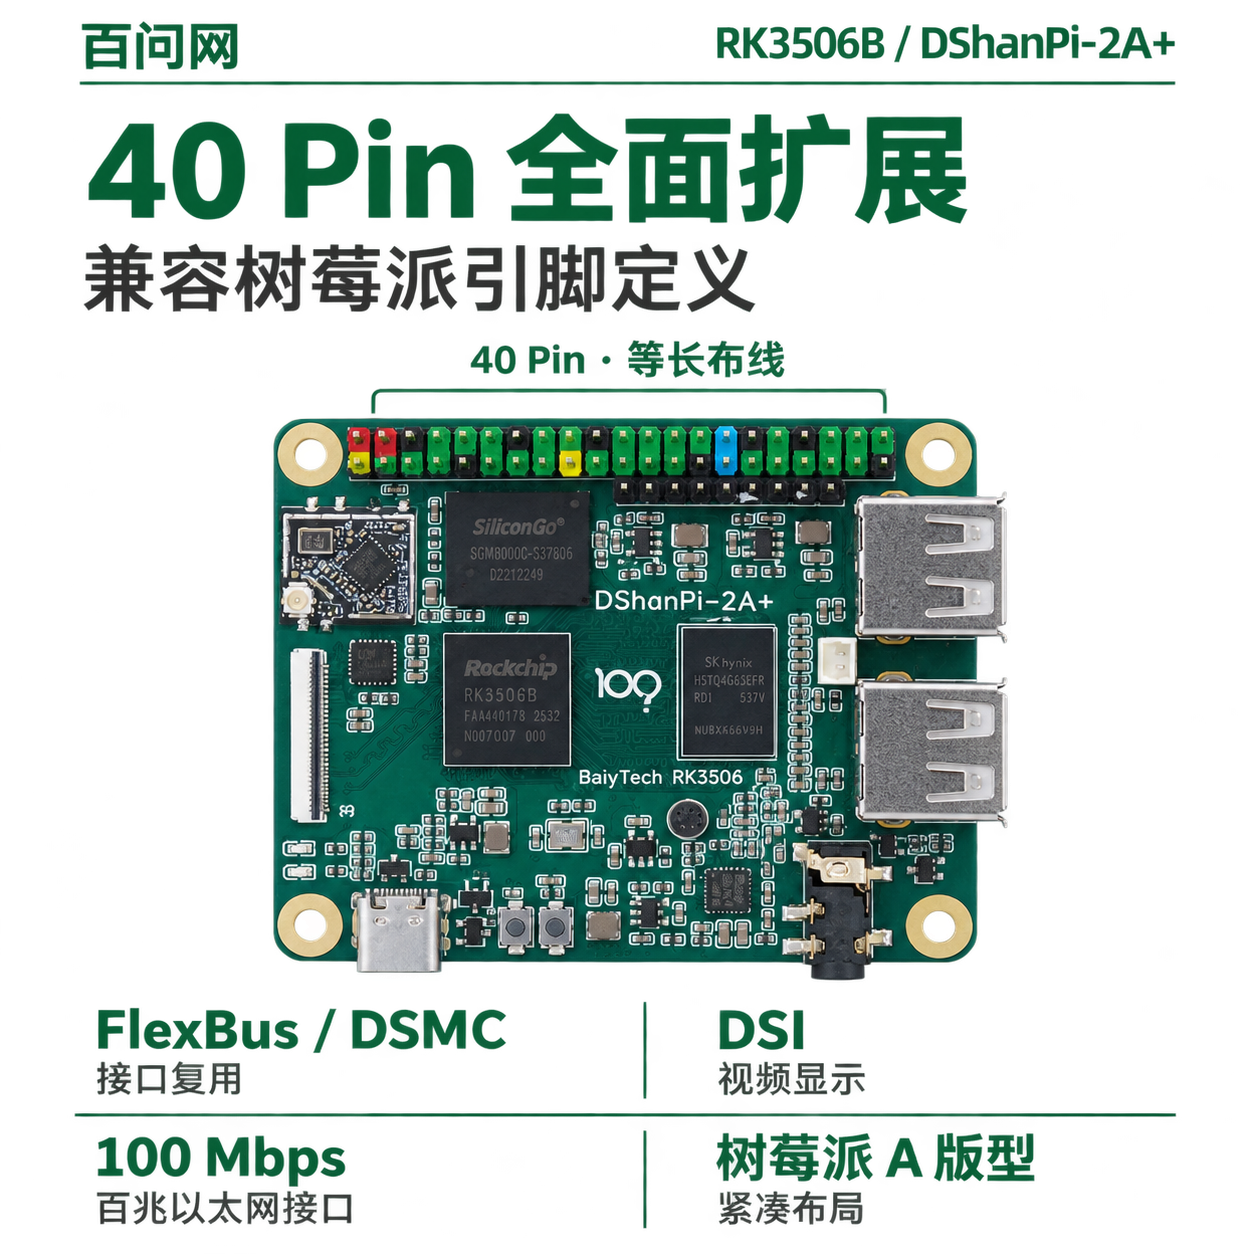 百问网
RK3506B / DShanPi-2A+
40 Pin 全面扩展
兼容树莓派引脚定义
40 Pin · 等长布线
SiliconGo®
SGM8000C-S37806
D2212249
DShanPi-2A+
Rockchip
RK3506B
FAA440178 2532
N007007 000
100
SK hynix
H5TQ4G63EFR
RDI 537V
NUBXK66V9H
BaiyTech RK3506
FlexBus / DSMC
接口复用
DSI
视频显示
100 Mbps
百兆以太网接口
树莓派 A 版型
紧凑布局